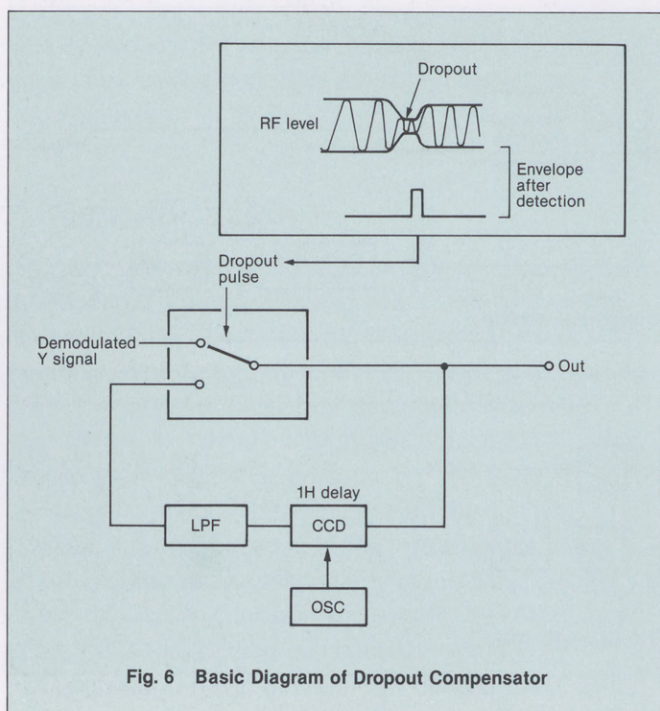 Dropout
RF level
Envelope
after
detection
Dropout
pulse
Demodulated
Y signal
Out
1H delay
LPF
CCD
OSC
Fig. 6 Basic Diagram of Dropout Compensator